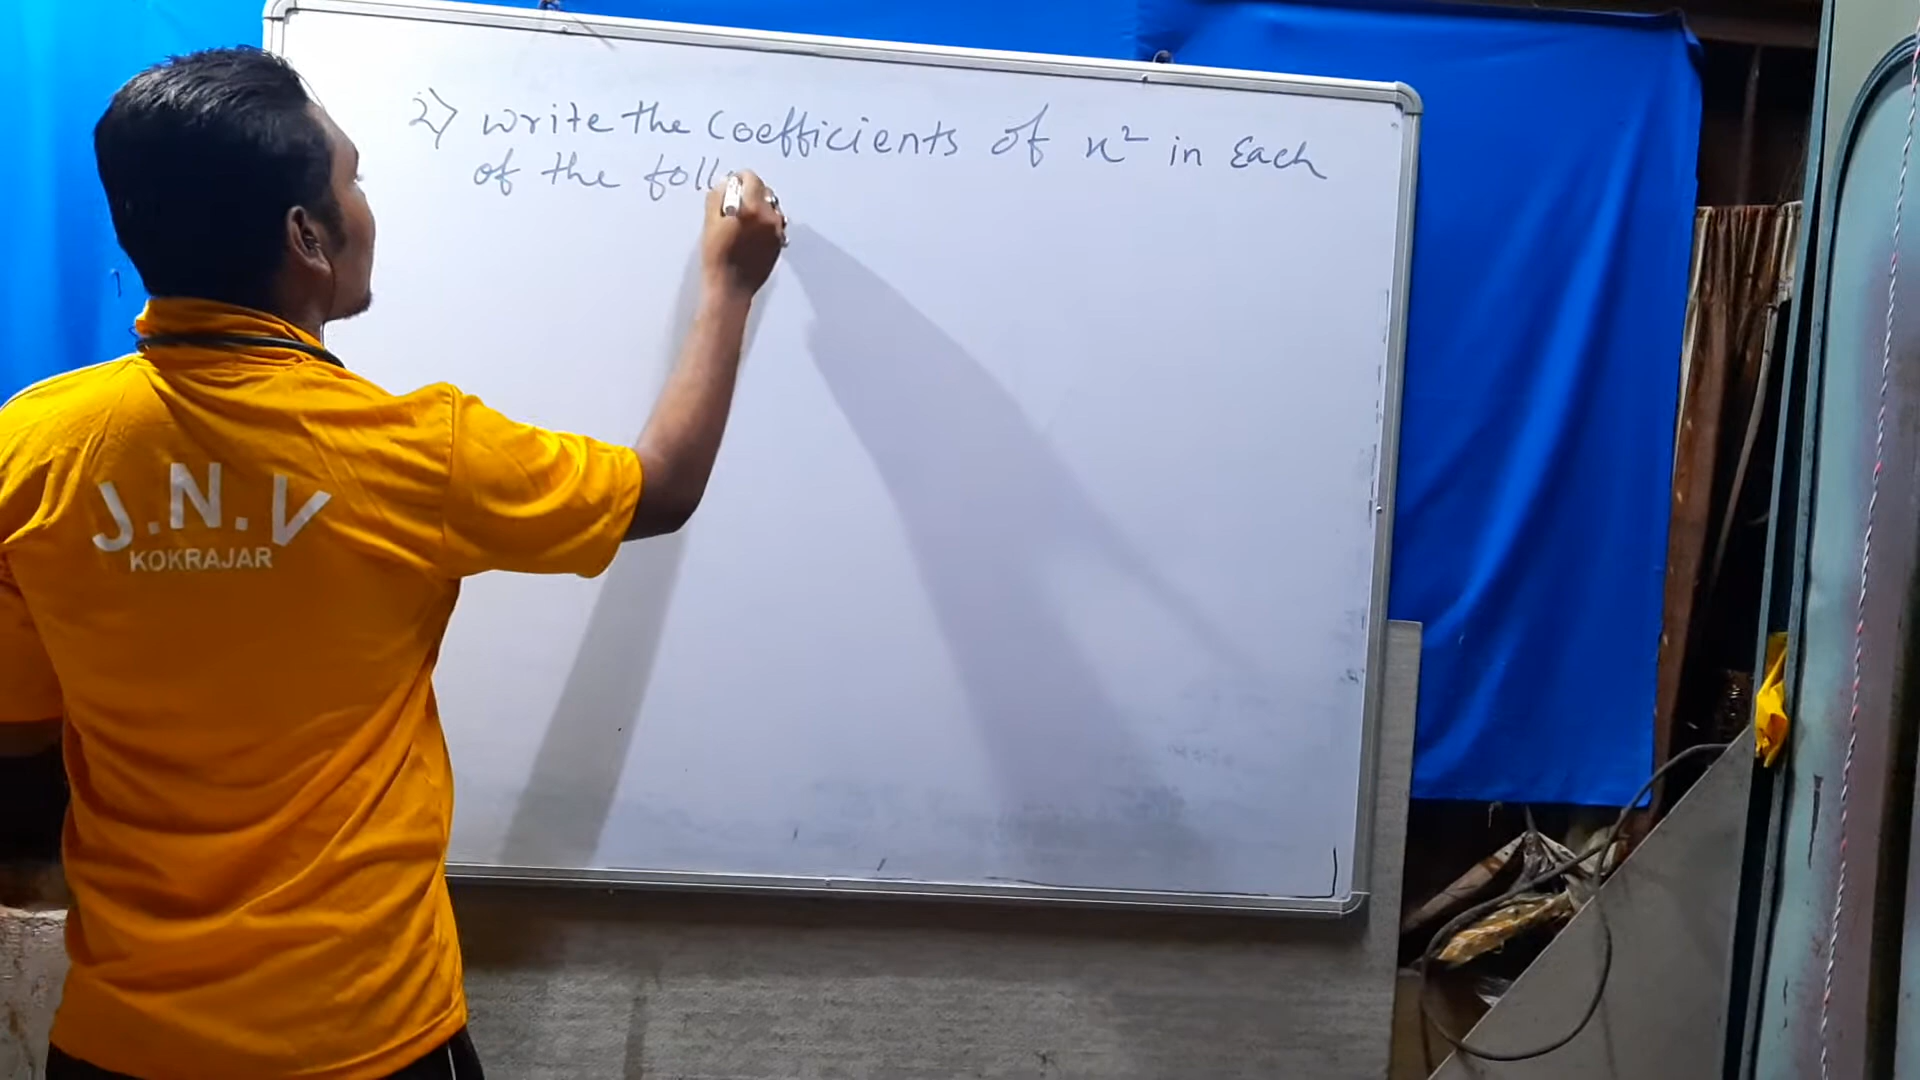 2) write the coefficients of x² in Each
of the foll
J.N.V
KOKRAJAR